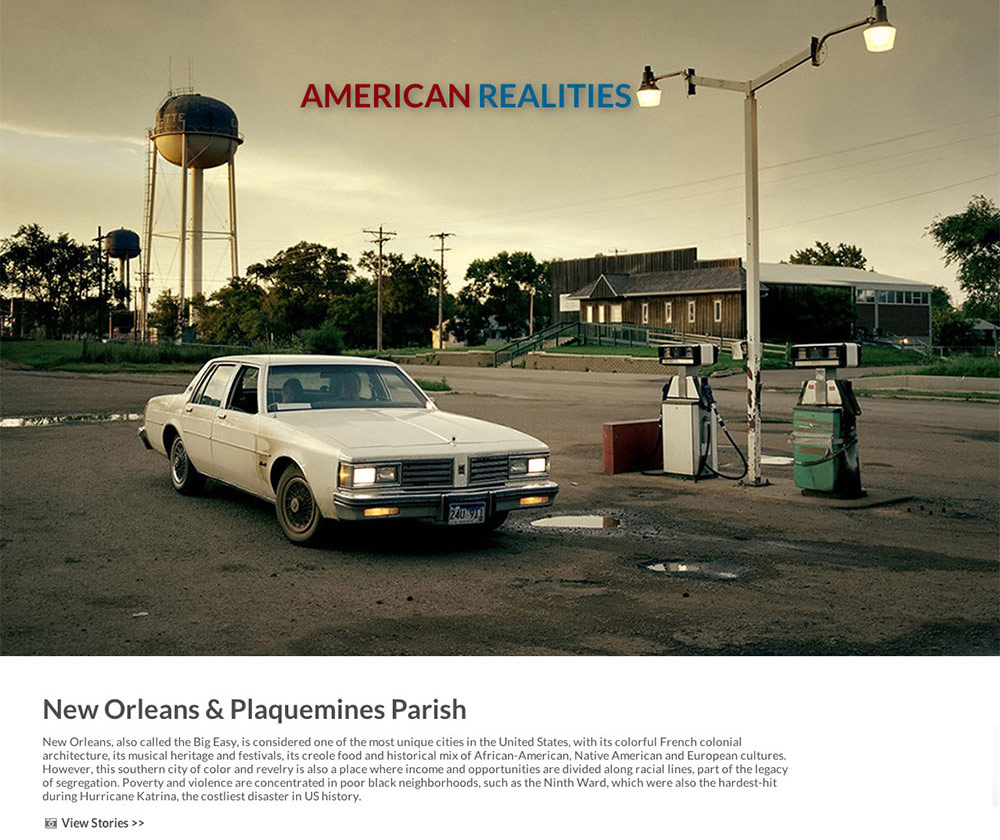 AMERICAN REALITIES
New Orleans & Plaquemines Parish
New Orleans, also called the Big Easy, is considered one of the most unique cities in the United States, with its colorful French colonial
architecture, its musical heritage and festivals, its creole food and historical mix of African-American, Native American and European cultures.
However, this southern city of color and revelry is also a place where income and opportunities are divided along racial lines, part of the legacy
of segregation. Poverty and violence are concentrated in poor black neighborhoods, such as the Ninth Ward, which were also the hardest-hit
during Hurricane Katrina, the costliest disaster in US history.
View Stories >>